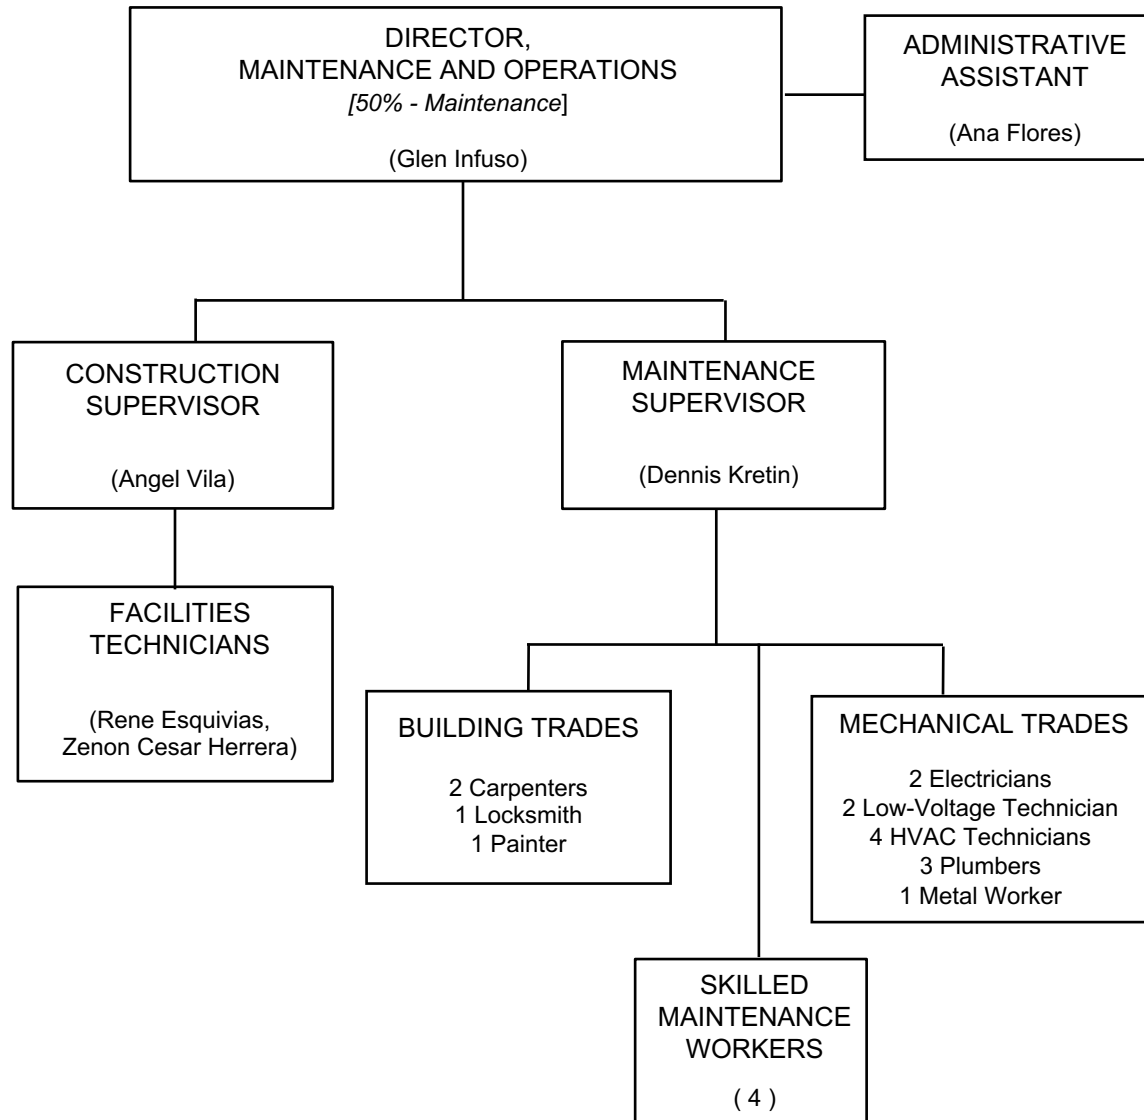 DIRECTOR,
MAINTENANCE AND OPERATIONS
[50% - Maintenance]
(Glen Infuso)
ADMINISTRATIVE
ASSISTANT
(Ana Flores)
CONSTRUCTION
SUPERVISOR
(Angel Vila)
MAINTENANCE
SUPERVISOR
(Dennis Kretin)
FACILITIES
TECHNICIANS
(Rene Esquivias,
Zenon Cesar Herrera)
BUILDING TRADES
2 Carpenters
1 Locksmith
1 Painter
MECHANICAL TRADES
2 Electricians
2 Low-Voltage Technician
4 HVAC Technicians
3 Plumbers
1 Metal Worker
SKILLED
MAINTENANCE
WORKERS
( 4 )